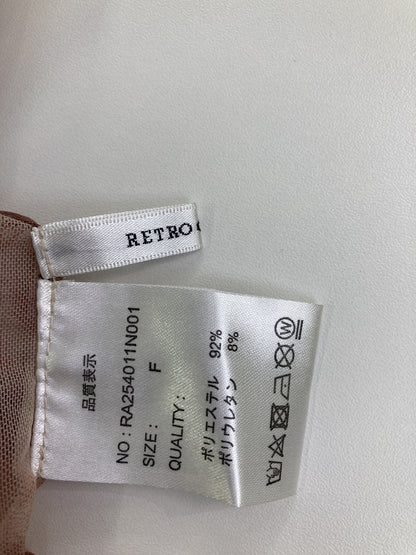 RETRO
品質表示
NO : RA254011N001
SIZE : F
QUALITY :
ポリエステル 92%
ポリウレタン 8%
W